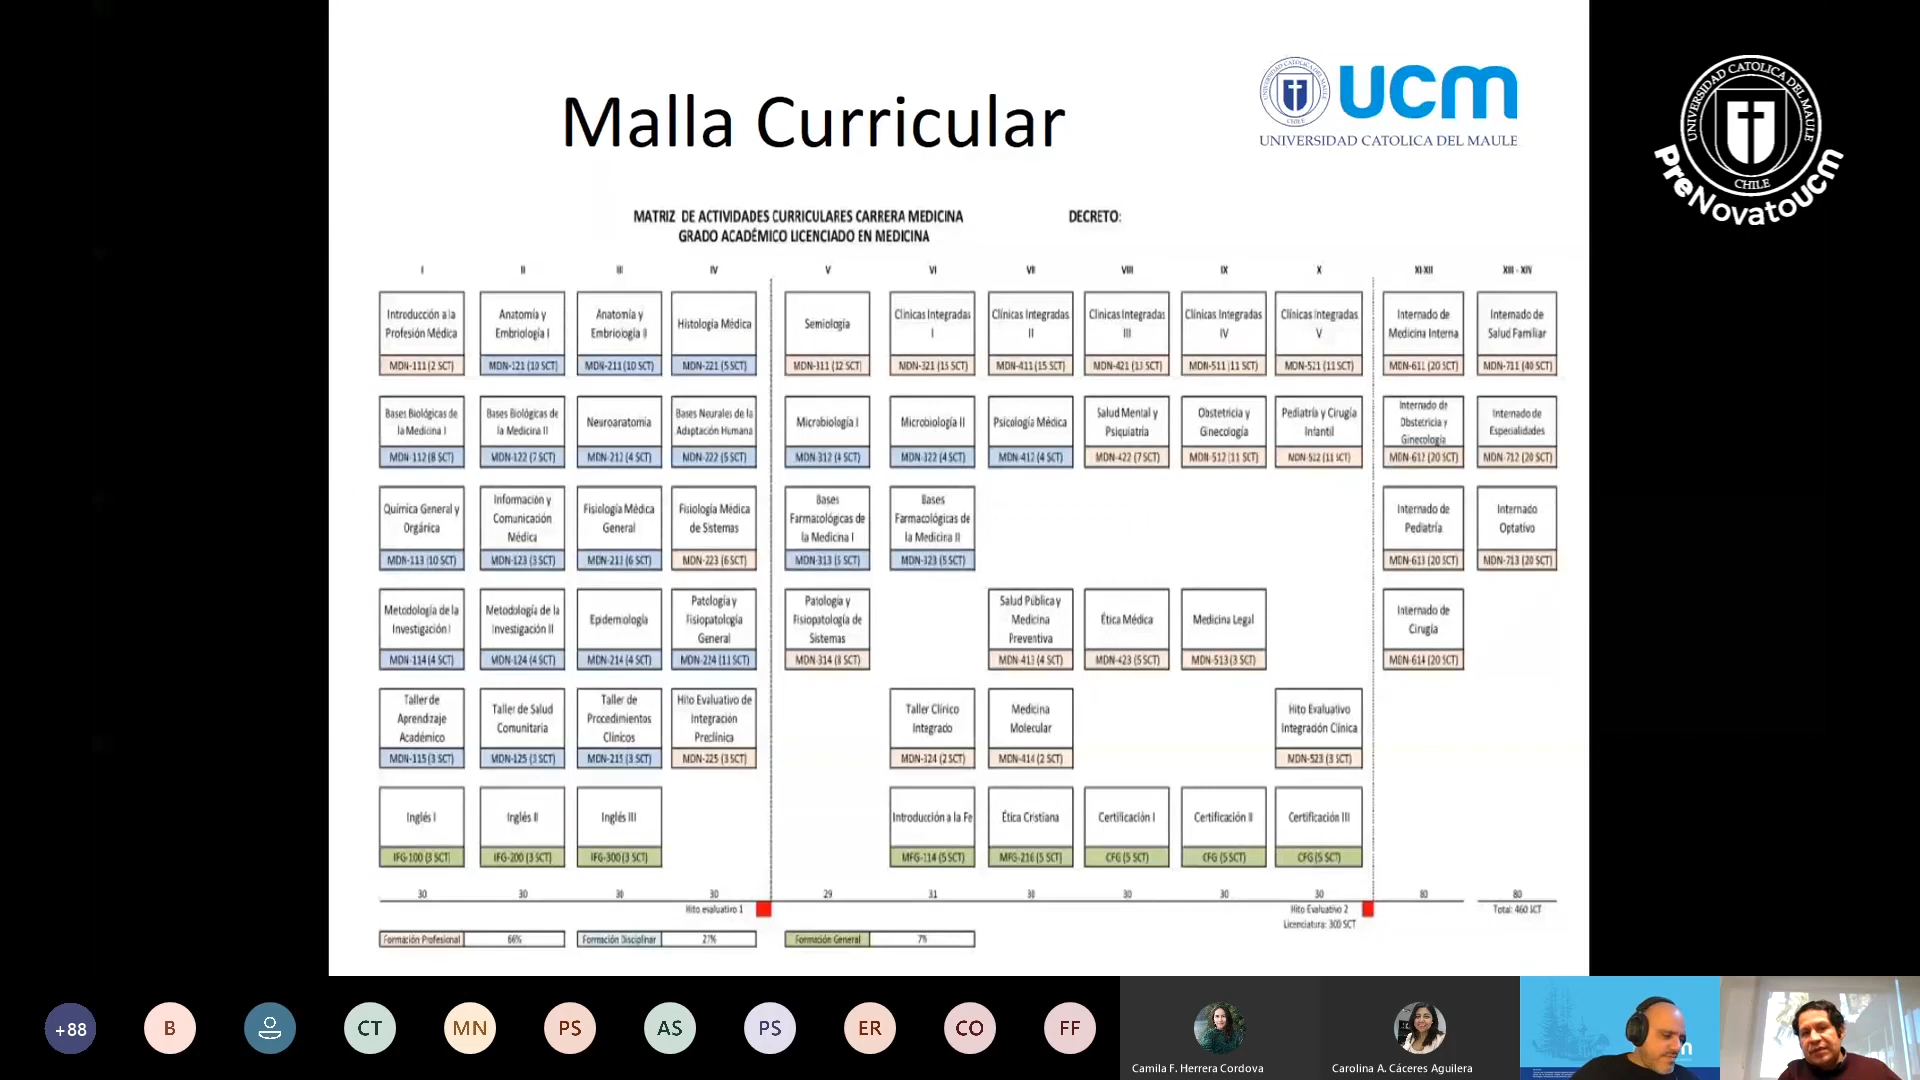 Malla Curricular
ucm
UNIVERSIDAD CATOLICA DEL MAULE
UNIVERSIDAD CATOLICA DEL MAULE
CHILE
PreNovatoucm
MATRIZ DE ACTIVIDADES CURRICULARES CARRERA MEDICINA
GRADO ACADÉMICO LICENCIADO EN MEDICINA
DECRETO:
I II III IV V VI VII VIII IX X XI-XII XIII - XIV
Introducción a la
Profesión Médica
MDN-111 (2 SCT)
Anatomía y
Embriología I
MDN-121 (10 SCT)
Anatomía y
Embriología II
MDN-211 (10 SCT)
Histología Médica
MDN-221 (5 SCT)
Semiología
MDN-311 (12 SCT)
Clínicas Integradas
I
MDN-321 (15 SCT)
Clínicas Integradas
II
MDN-411 (15 SCT)
Clínicas Integradas
III
MDN-421 (13 SCT)
Clínicas Integradas
IV
MDN-511 (11 SCT)
Clínicas Integradas
V
MDN-521 (11 SCT)
Internado de
Medicina Interna
MDN-611 (20 SCT)
Internado de
Salud Familiar
MDN-711 (40 SCT)
Bases Biológicas de
la Medicina I
MDN-112 (8 SCT)
Bases Biológicas de
la Medicina II
MDN-122 (7 SCT)
Neuroanatomía
MDN-212 (4 SCT)
Bases Neurales de la
Adaptación Humana
MDN-222 (5 SCT)
Microbiología I
MDN-312 (4 SCT)
Microbiología II
MDN-322 (4 SCT)
Psicología Médica
MDN-412 (4 SCT)
Salud Mental y
Psiquiatría
MDN-422 (7 SCT)
Obstetricia y
Ginecología
MDN-512 (11 SCT)
Pediatría y Cirugía
Infantil
MDN-522 (11 SCT)
Internado de
Obstetricia y
Ginecología
MDN-612 (20 SCT)
Internado de
Especialidades
MDN-712 (20 SCT)
Química General y
Orgánica
MDN-113 (10 SCT)
Información y
Comunicación
Médica
MDN-123 (3 SCT)
Fisiología Médica
General
MDN-213 (6 SCT)
Fisiología Médica
de Sistemas
MDN-223 (6 SCT)
Bases
Farmacológicas de
la Medicina I
MDN-313 (5 SCT)
Bases
Farmacológicas de
la Medicina II
MDN-323 (5 SCT)
Internado de
Pediatría
MDN-613 (20 SCT)
Internado
Optativo
MDN-713 (20 SCT)
Metodología de la
Investigación I
MDN-114 (4 SCT)
Metodología de la
Investigación II
MDN-124 (4 SCT)
Epidemiología
MDN-214 (4 SCT)
Patología y
Fisiopatología
General
MDN-224 (11 SCT)
Patología y
Fisiopatología de
Sistemas
MDN-314 (8 SCT)
Salud Pública y
Medicina
Preventiva
MDN-413 (4 SCT)
Ética Médica
MDN-423 (5 SCT)
Medicina Legal
MDN-513 (3 SCT)
Internado de
Cirugía
MDN-614 (20 SCT)
Taller de
Aprendizaje
Académico
MDN-115 (3 SCT)
Taller de Salud
Comunitaria
MDN-125 (3 SCT)
Taller de
Procedimientos
Clínicos
MDN-215 (3 SCT)
Hito Evaluativo de
Integración
Preclínica
MDN-225 (3 SCT)
Taller Clínico
Integrado
MDN-324 (2 SCT)
Medicina
Molecular
MDN-414 (2 SCT)
Hito Evaluativo
Integración Clínica
MDN-523 (3 SCT)
Inglés I
IFG-100 (3 SCT)
Inglés II
IFG-200 (3 SCT)
Inglés III
IFG-300 (3 SCT)
Introducción a la Fe
MFG-114 (5 SCT)
Ética Cristiana
MFG-216 (5 SCT)
Certificación I
CFG (5 SCT)
Certificación II
CFG (5 SCT)
Certificación III
CFG (5 SCT)
30 30 30 30 29 31 30 30 30 30 80 80
Hito evaluativo 1
Hito Evaluativo 2
Licenciatura: 300 SCT
Total: 460 SCT
Formación Profesional 66%
Formación Disciplinar 27%
Formación General 7%
+88 B CT MN PS AS PS ER CO FF
Camila F. Herrera Cordova
Carolina A. Cáceres Aguilera